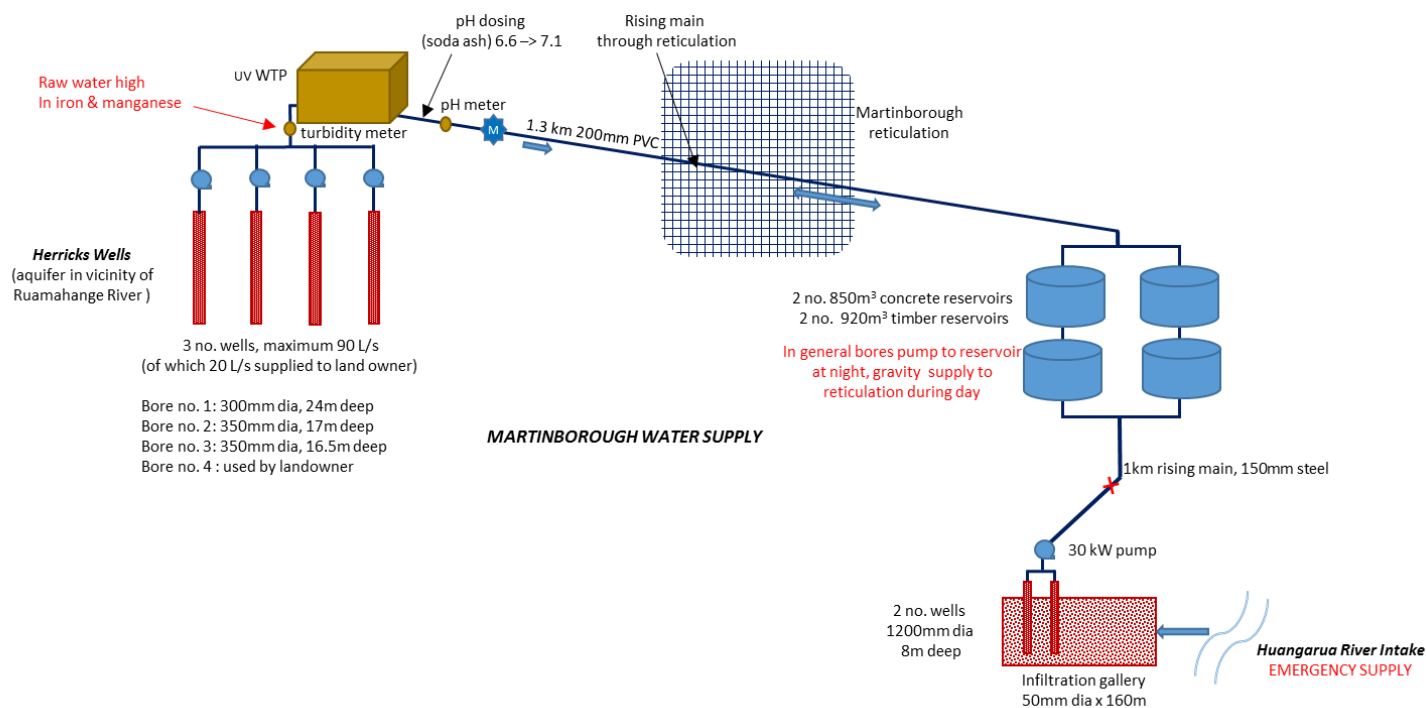 pH dosing
(soda ash) 6.6 –> 7.1
Rising main
through reticulation
UV WTP
Raw water high
In iron & manganese
pH meter
turbidity meter
M
1.3 km 200mm PVC
Martinborough
reticulation
Herricks Wells
(aquifer in vicinity of
Ruamahange River )
2 no. 850m³ concrete reservoirs
2 no.  920m³ timber reservoirs
3 no. wells, maximum 90 L/s
(of which 20 L/s supplied to land owner)
In general bores pump to reservoir
at night, gravity  supply to
reticulation during day
Bore no. 1: 300mm dia, 24m deep
Bore no. 2: 350mm dia, 17m deep
Bore no. 3: 350mm dia, 16.5m deep
Bore no. 4 : used by landowner
MARTINBOROUGH WATER SUPPLY
1km rising main, 150mm steel
30 kW pump
2 no. wells
1200mm dia
8m deep
Huangarua River Intake
EMERGENCY SUPPLY
Infiltration gallery
50mm dia x 160m